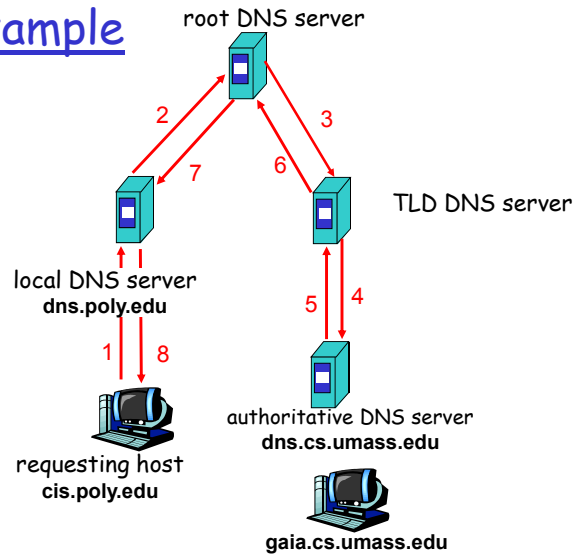 ample
root DNS server
2
3
7
6
TLD DNS server
local DNS server
dns.poly.edu
5
4
1
8
authoritative DNS server
dns.cs.umass.edu
requesting host
cis.poly.edu
gaia.cs.umass.edu